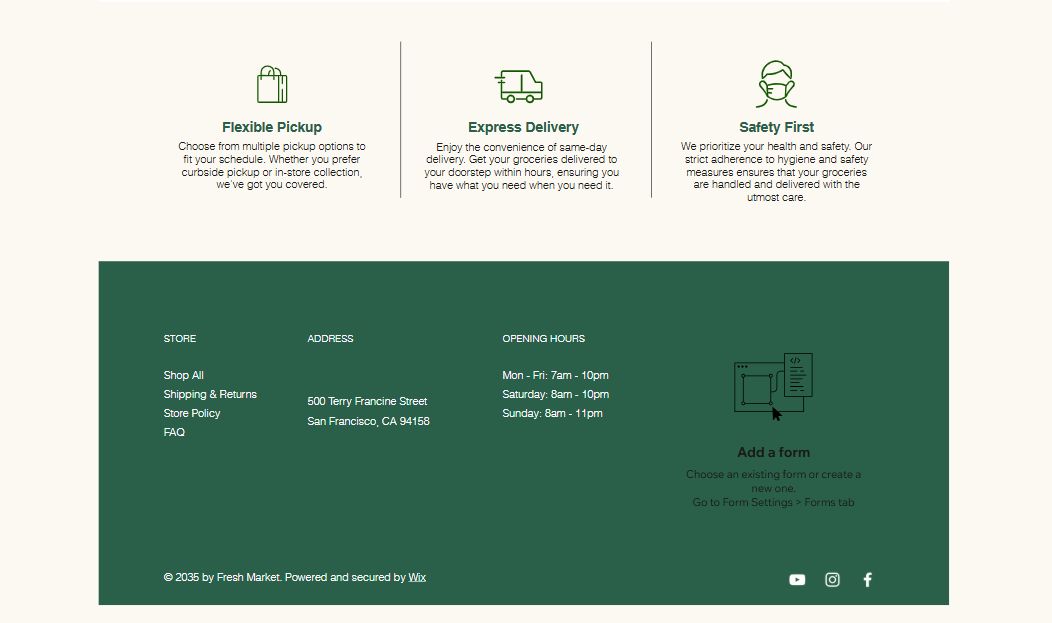 Flexible Pickup
Choose from multiple pickup options to
fit your schedule. Whether you prefer
curbside pickup or in-store collection,
we've got you covered.
Express Delivery
Enjoy the convenience of same-day
delivery. Get your groceries delivered to
your doorstep within hours, ensuring you
have what you need when you need it.
Safety First
We prioritize your health and safety. Our
strict adherence to hygiene and safety
measures ensures that your groceries
are handled and delivered with the
utmost care.
STORE
Shop All
Shipping & Returns
Store Policy
FAQ
ADDRESS
500 Terry Francine Street
San Francisco, CA 94158
OPENING HOURS
Mon - Fri: 7am - 10pm
Saturday: 8am - 10pm
Sunday: 8am - 11pm
</>
Add a form
Choose an existing form or create a
new one.
Go to Form Settings > Forms tab
© 2035 by Fresh Market. Powered and secured by Wix